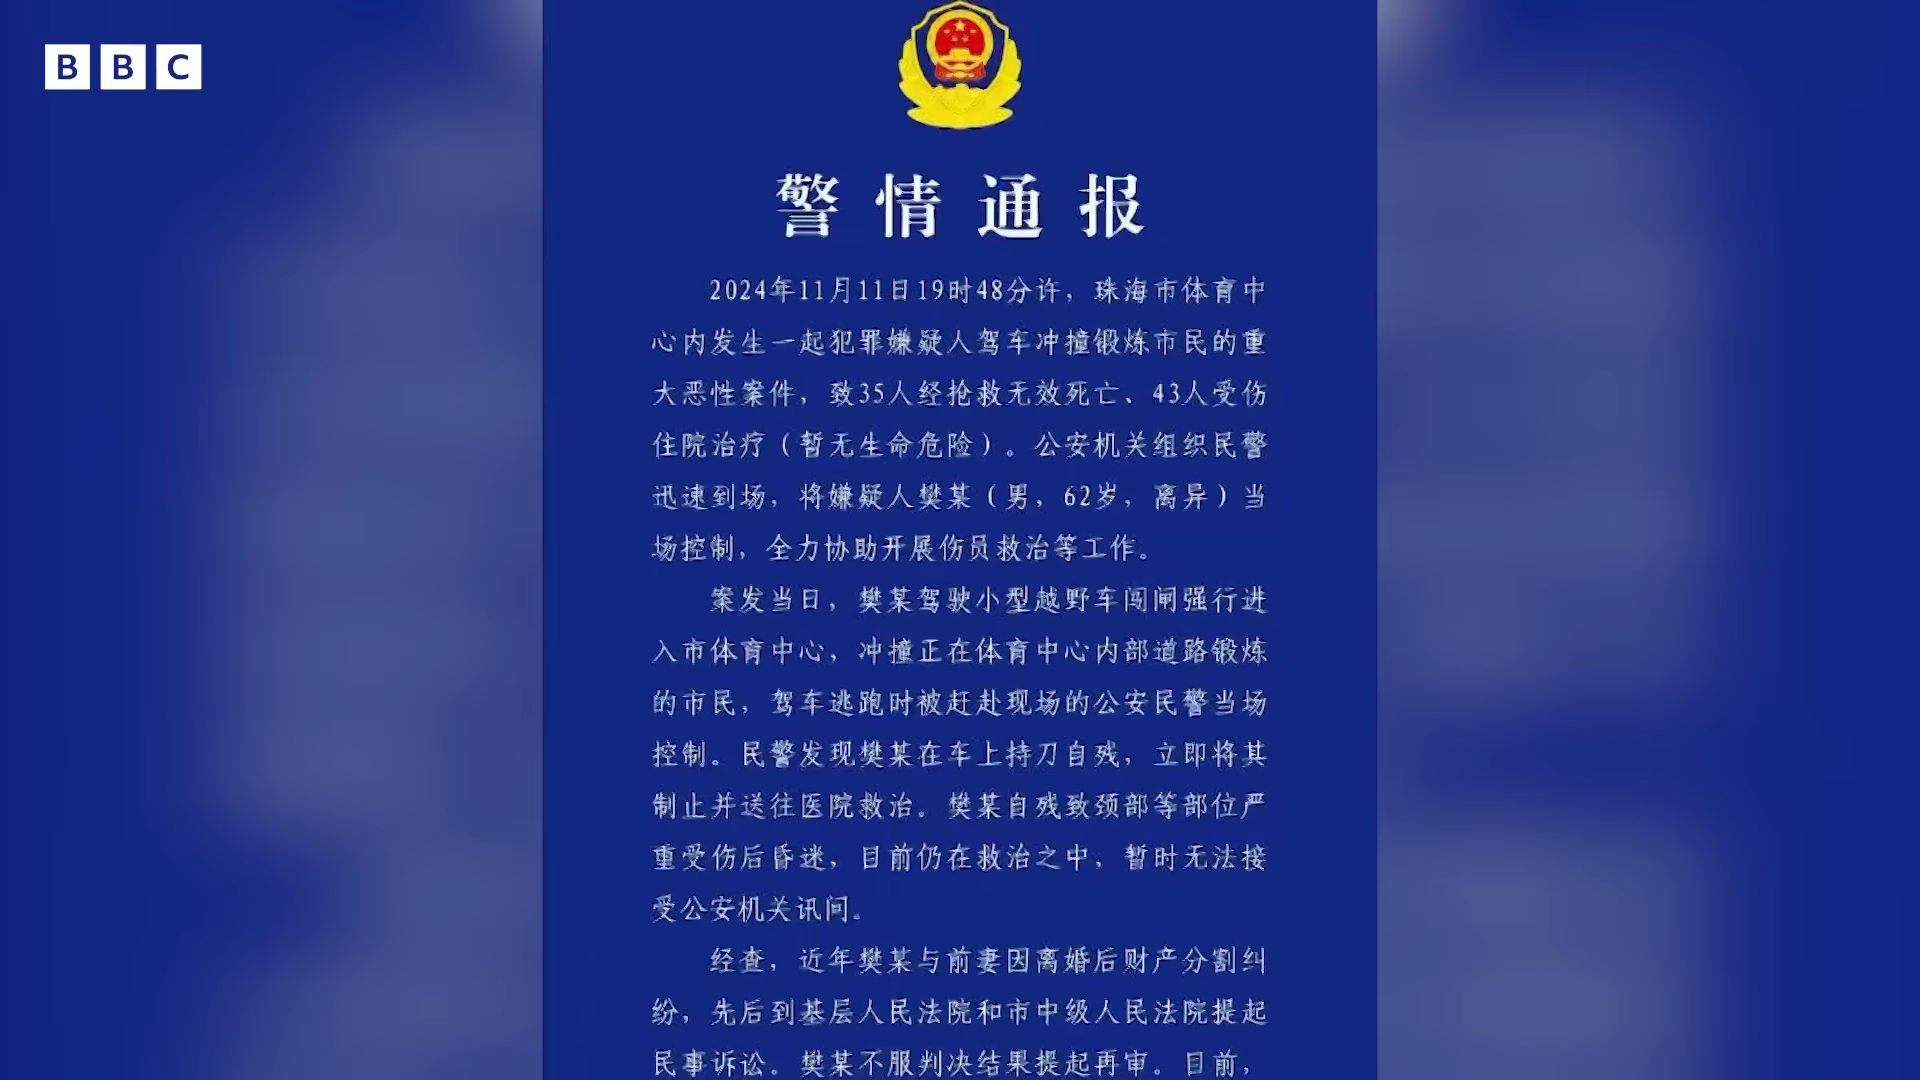 BBC
警情通报
2024年11月11日19时48分许，珠海市体育中
心内发生一起犯罪嫌疑人驾车冲撞锻炼市民的重
大恶性案件，致35人经抢救无效死亡、43人受伤
住院治疗（暂无生命危险）。公安机关组织民警
迅速到场，将嫌疑人樊某（男，62岁，离异）当
场控制，全力协助开展伤员救治等工作。
案发当日，樊某驾驶小型越野车闯闸强行进
入市体育中心，冲撞正在体育中心内部道路锻炼
的市民，驾车逃跑时被赶赴现场的公安民警当场
控制。民警发现樊某在车上持刀自残，立即将其
制止并送往医院救治。樊某自残致颈部等部位严
重受伤后昏迷，目前仍在救治之中，暂时无法接
受公安机关讯问。
经查，近年樊某与前妻因离婚后财产分割纠
纷，先后到基层人民法院和市中级人民法院提起
民事诉讼。樊某不服判决结果提起再审。目前，